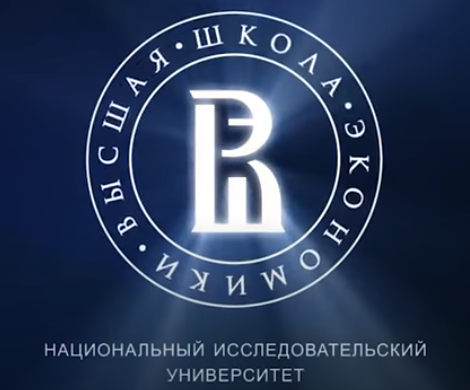 ВЫСШАЯ • ШКОЛА • ЭКОНОМИКИ •
НАЦИОНАЛЬНЫЙ ИССЛЕДОВАТЕЛЬСКИЙ
УНИВЕРСИТЕТ